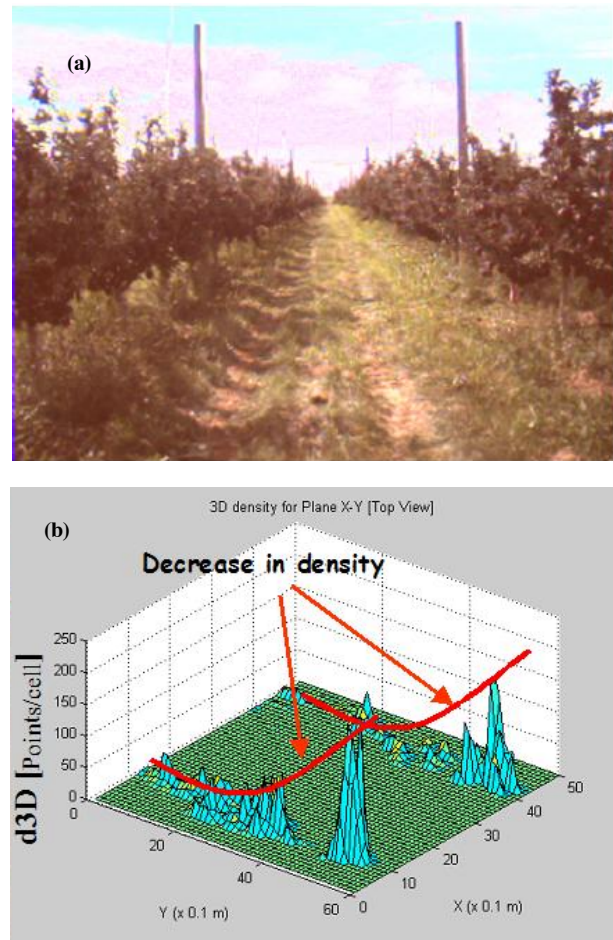 (a)
(b)
3D density for Plane X-Y [Top View]
Decrease in density
d3D [Points/cell]
250
200
150
100
50
0
0
20
40
60
Y (x 0.1 m)
0
10
20
30
40
50
X (x 0.1 m)